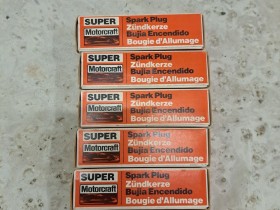 SUPER
Motorcraft
Spark Plug
Zündkerze
Bujia Encendido
Bougie d'Allumage
SUPER
Motorcraft
Spark Plug
Zündkerze
Bujia Encendido
Bougie d'Allumage
SUPER
Motorcraft
Spark Plug
Zündkerze
Bujia Encendido
Bougie d'Allumage
SUPER
Motorcraft
Spark Plug
Zündkerze
Bujia Encendido
Bougie d'Allumage
SUPER
Motorcraft
Spark Plug
Zündkerze
Bujia Encendido
Bougie d'Allumage